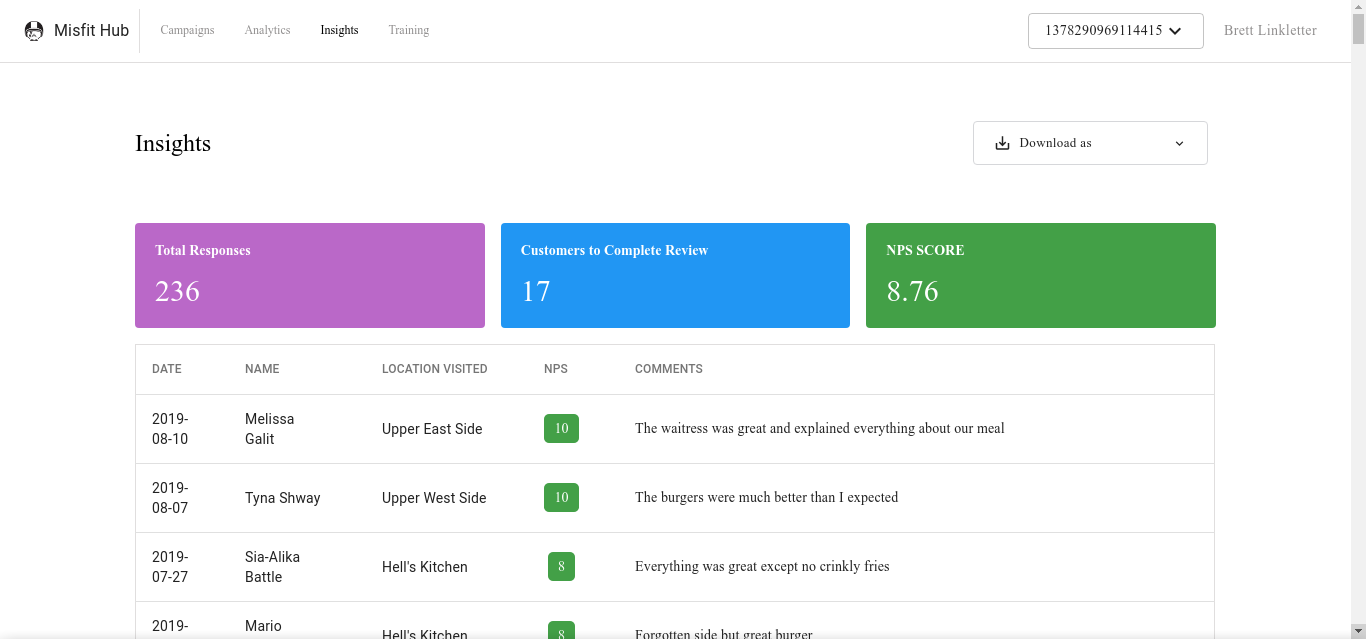 Misfit Hub
Campaigns
Analytics
Insights
Training
1378290969114415
Brett Linkletter
Insights
Download as
Total Responses
236
Customers to Complete Review
17
NPS SCORE
8.76
DATE NAME LOCATION VISITED NPS COMMENTS
2019-
08-10
Melissa
Galit
Upper East Side
10
The waitress was great and explained everything about our meal
2019-
08-07
Tyna Shway
Upper West Side
10
The burgers were much better than I expected
2019-
07-27
Sia-Alika
Battle
Hell's Kitchen
8
Everything was great except no crinkly fries
2019-
Mario
Hell's Kitchen
8
Forgotten side but great burger